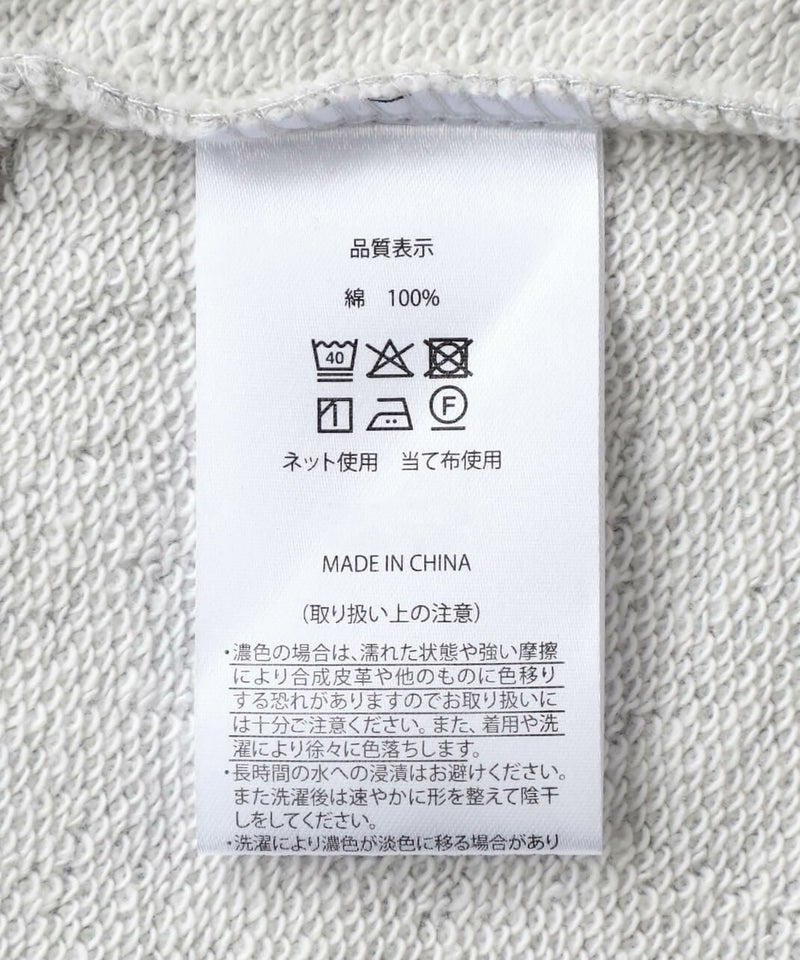 品質表示
綿 100%
40
F
ネット使用 当て布使用
MADE IN CHINA
(取り扱い上の注意)
・濃色の場合は、濡れた状態や強い摩擦
により合成皮革や他のものに色移り
する恐れがありますのでお取り扱いに
は十分ご注意ください。また、着用や洗
濯により徐々に色落ちします。
・長時間の水への浸漬はお避けください。
また洗濯後は速やかに形を整えて陰干
しをしてください。
・洗濯により濃色が淡色に移る場合があり